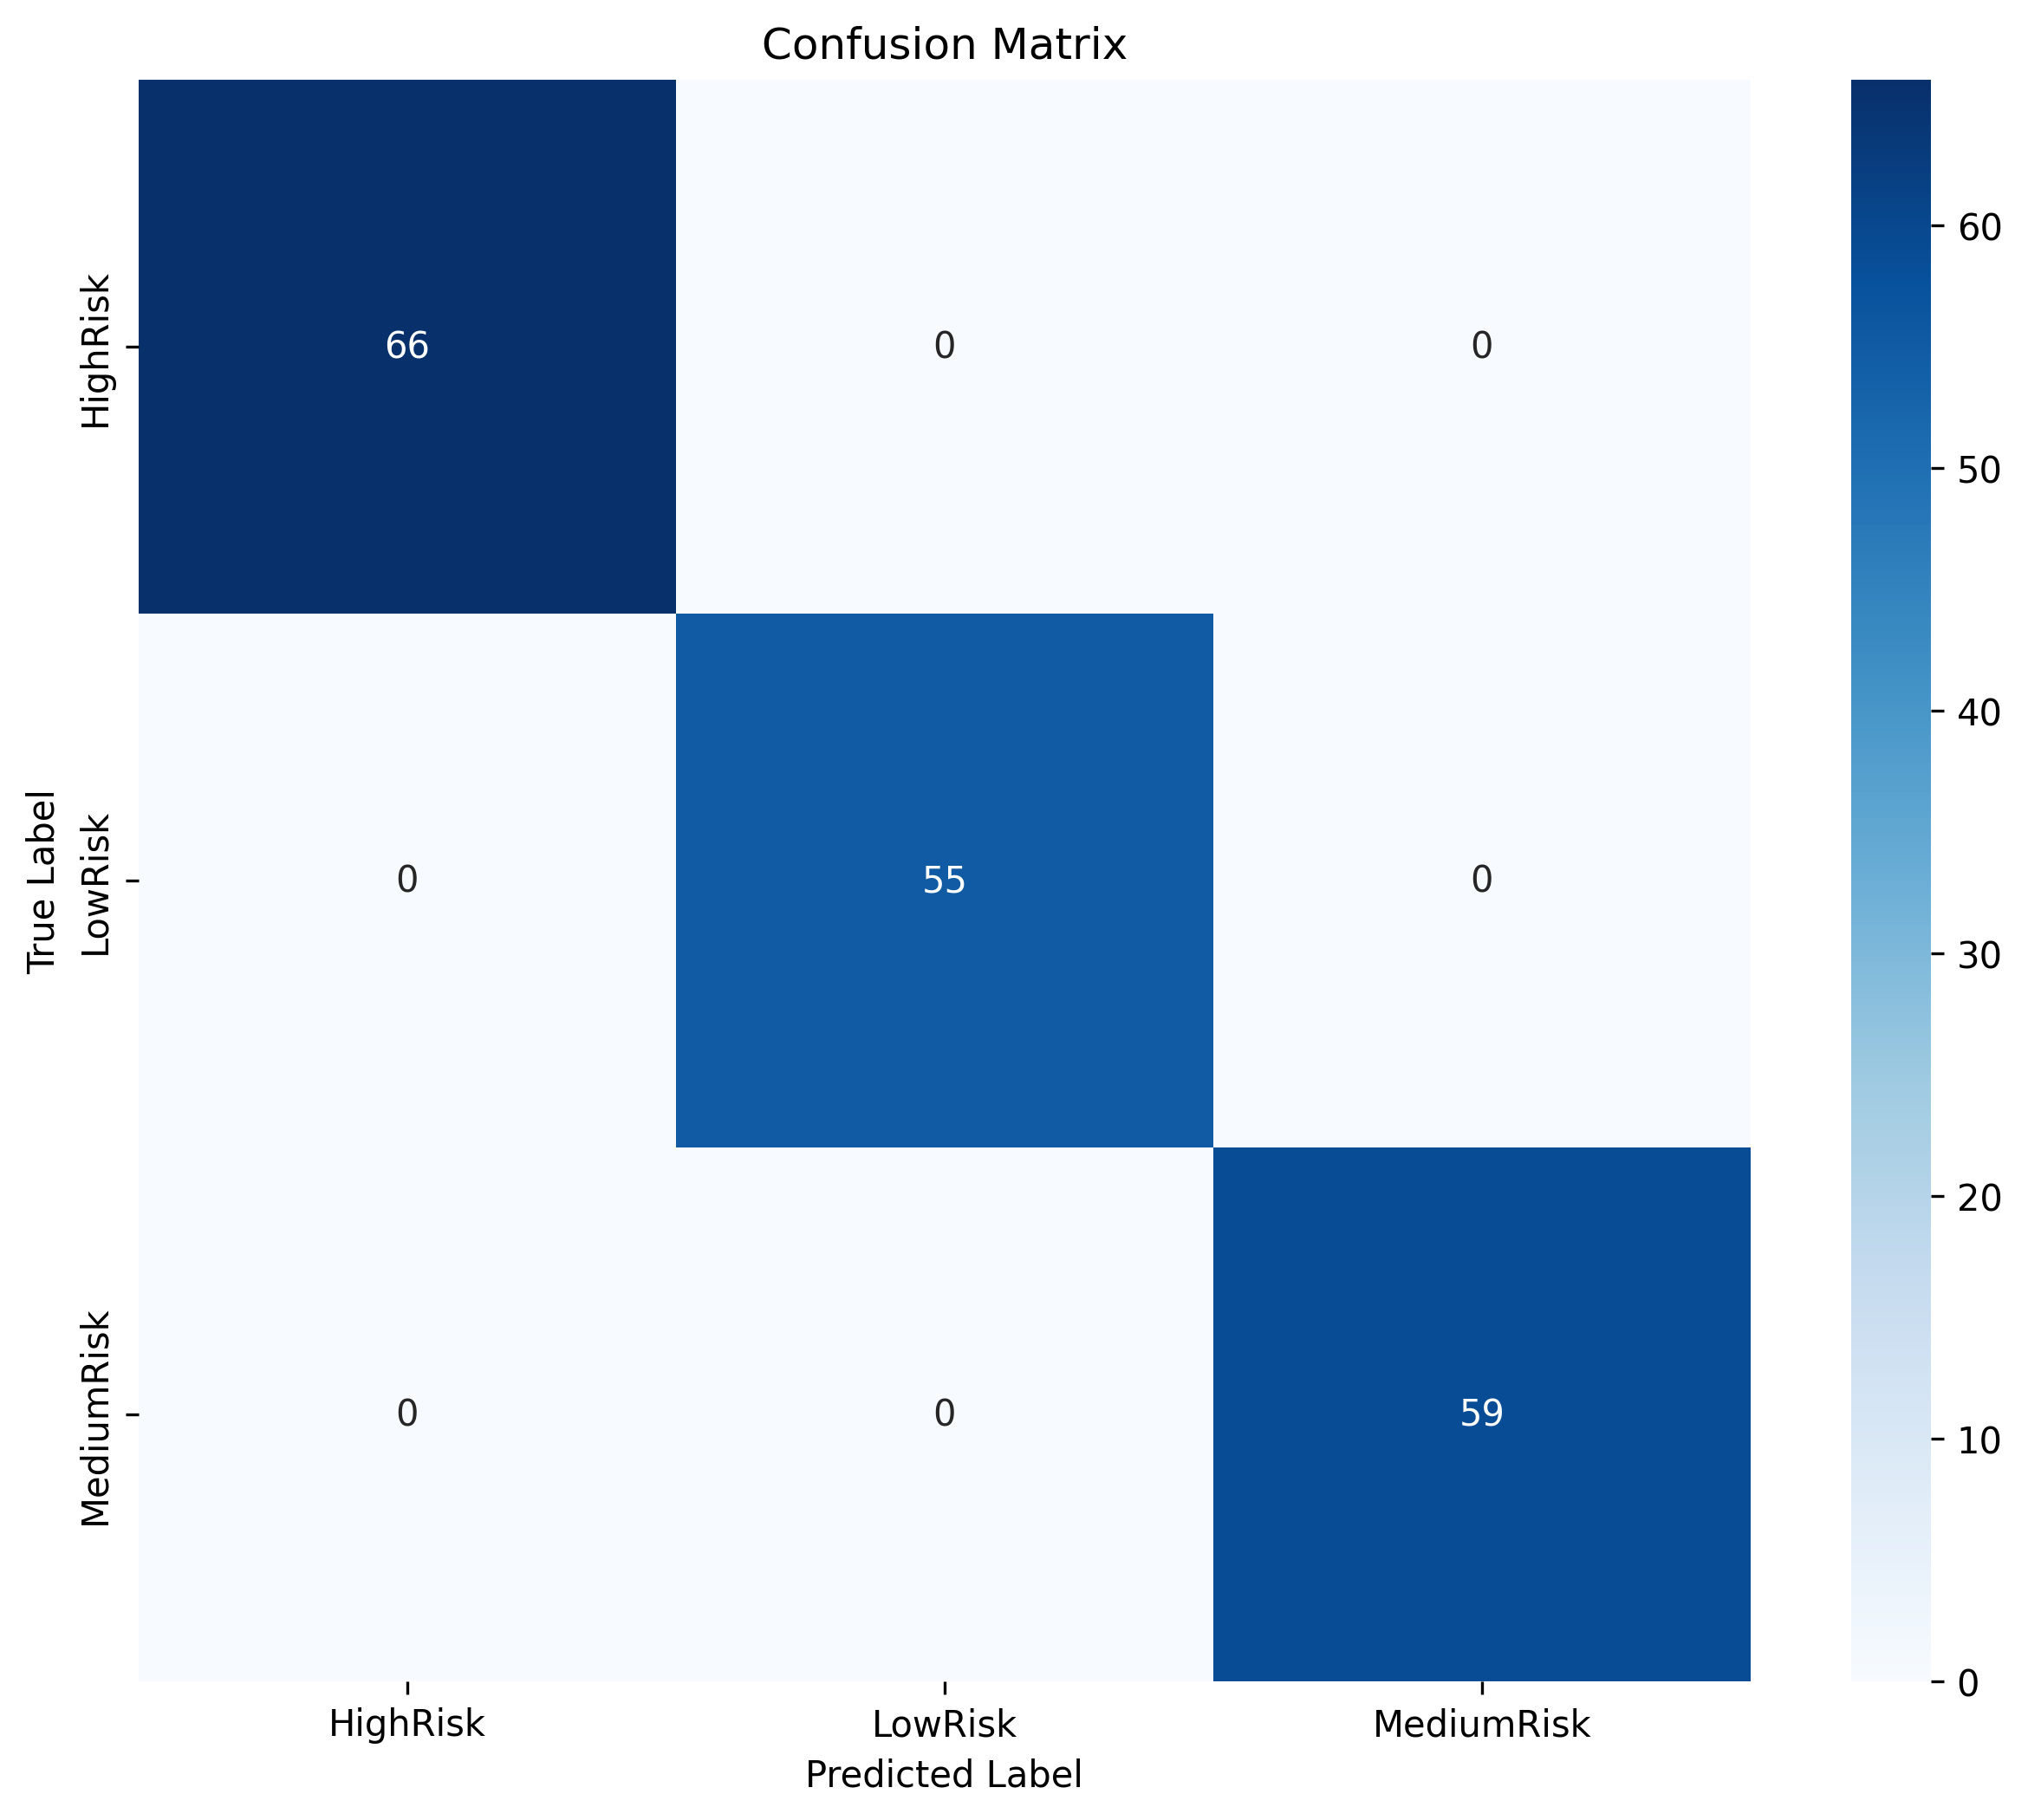 Confusion Matrix
True Label
HighRisk
66 0 0
LowRisk
0 55 0
MediumRisk
0 0 59
HighRisk LowRisk MediumRisk
Predicted Label
60
50
40
30
20
10
0